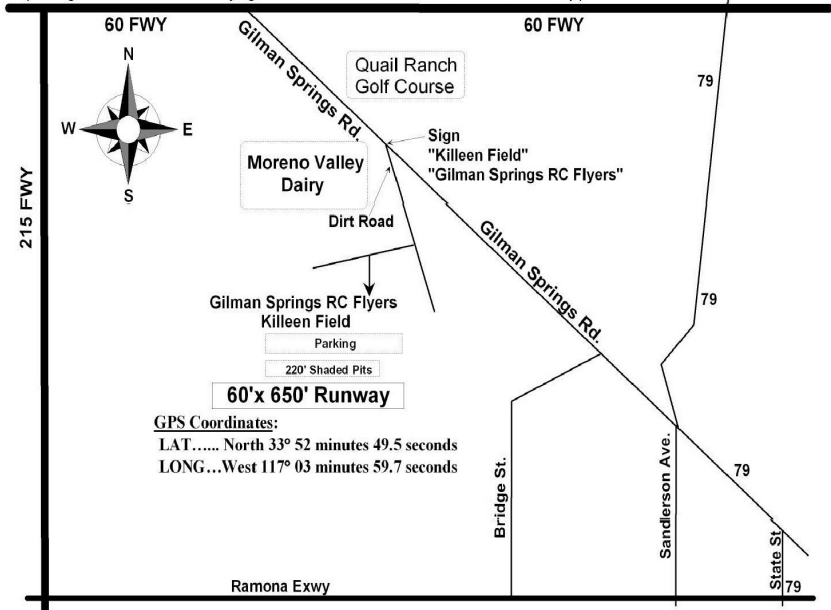 60 FWY
60 FWY
N
W
E
S
215 FWY
Gilman Springs Rd.
Quail Ranch
Golf Course
79
Sign
"Killeen Field"
"Gilman Springs RC Flyers"
Moreno Valley
Dairy
Dirt Road
Gilman Springs Rd.
79
Gilman Springs RC Flyers
Killeen Field
Parking
220' Shaded Pits
60'x 650' Runway
GPS Coordinates:
LAT...... North 33° 52 minutes 49.5 seconds
LONG...West 117° 03 minutes 59.7 seconds
Bridge St.
Sandlerson Ave.
79
State St
79
Ramona Exwy